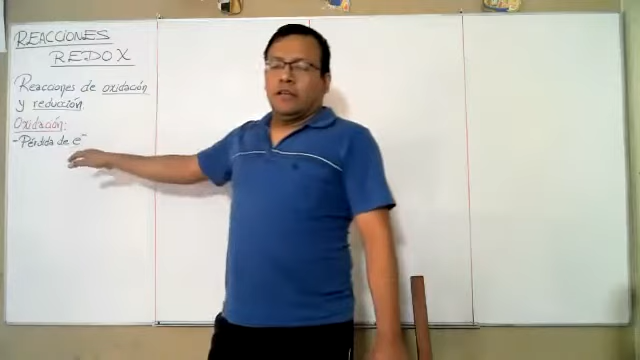 REACCIONES
REDOX
Reacciones de oxidación
y reducción
Oxidación:
-Pérdida de e⁻